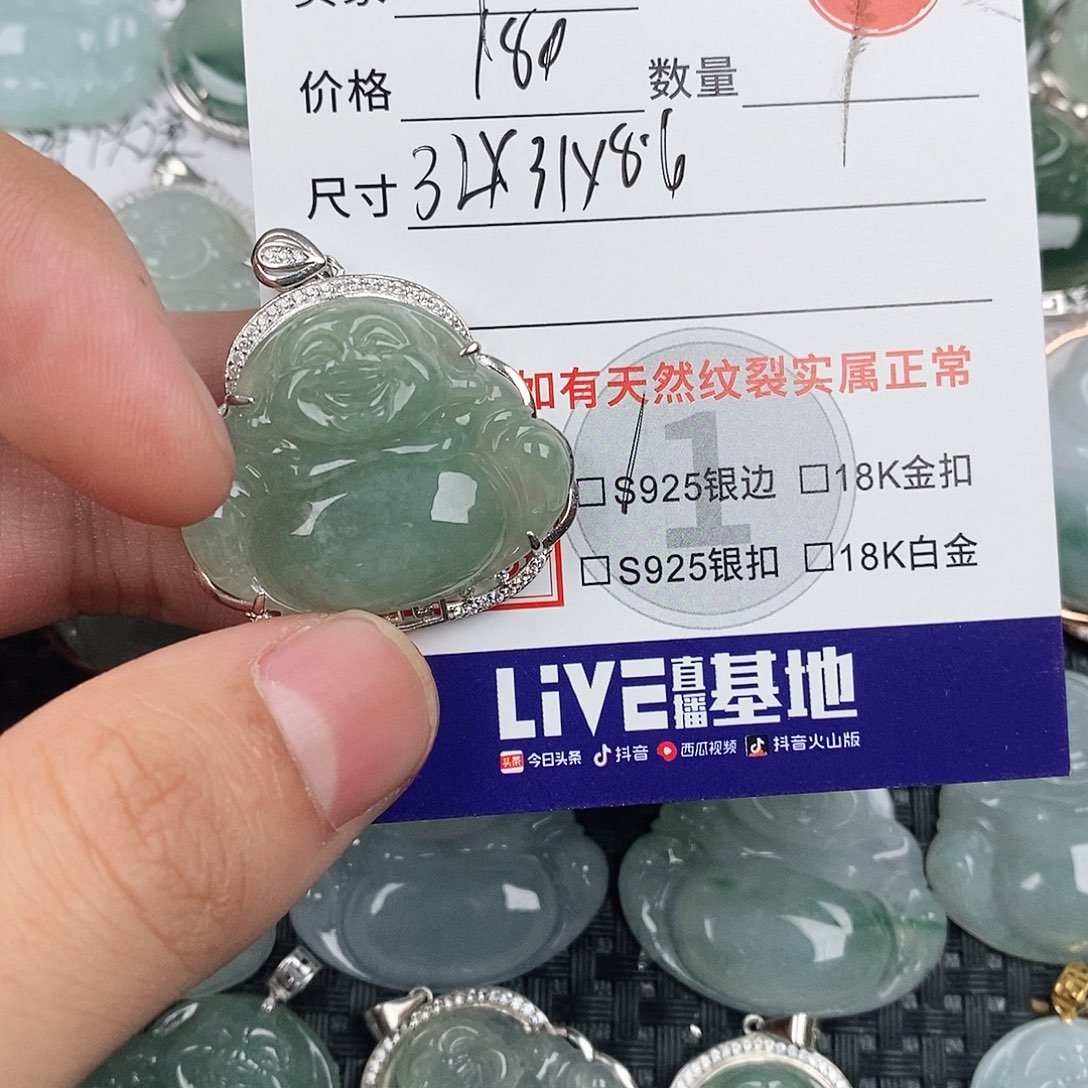 价格 180 数量
尺寸 32X31X8.6
如有天然纹裂实属正常
1
□S925银边 □18K金扣
□S925银扣 □18K白金
LiVE直播基地
头条 今日头条 抖音 西瓜视频 抖音火山版